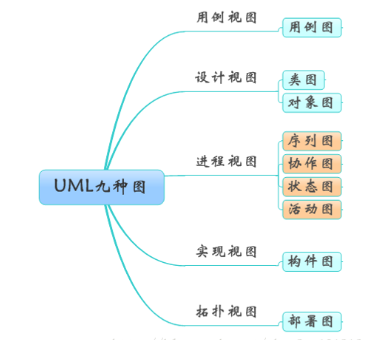 用例视图
用例图
设计视图
类图
对象图
进程视图
序列图
协作图
状态图
活动图
UML九种图
实现视图
构件图
拓扑视图
部署图